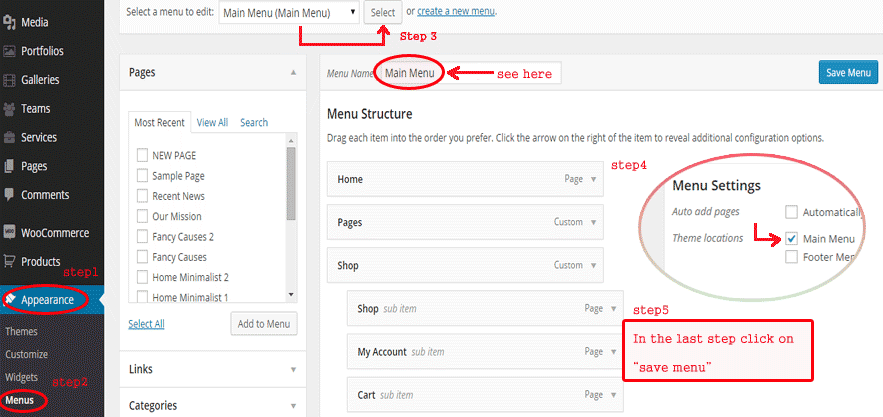 Media
Portfolios
Galleries
Teams
Services
Pages
Comments
WooCommerce
Products
step1
Appearance
Themes
Customize
Widgets
step2
Menus
Select a menu to edit: Main Menu (Main Menu) Select or create a new menu.
Step 3
Pages
Most Recent View All Search
NEW PAGE
Sample Page
Recent News
Our Mission
Fancy Causes 2
Fancy Causes
Home Minimalist 2
Home Minimalist 1
Select All Add to Menu
Links
Categories
Menu Name Main Menu see here Save Menu
Menu Structure
Drag each item into the order you prefer. Click the arrow on the right of the item to reveal additional configuration options.
Home Page
Pages Custom
Shop Custom
Shop sub item Page
My Account sub item Page
Cart sub item Page
step4
Menu Settings
Auto add pages Automatically
Theme locations Main Menu
Footer Men
step5
In the last step click on
"save menu"